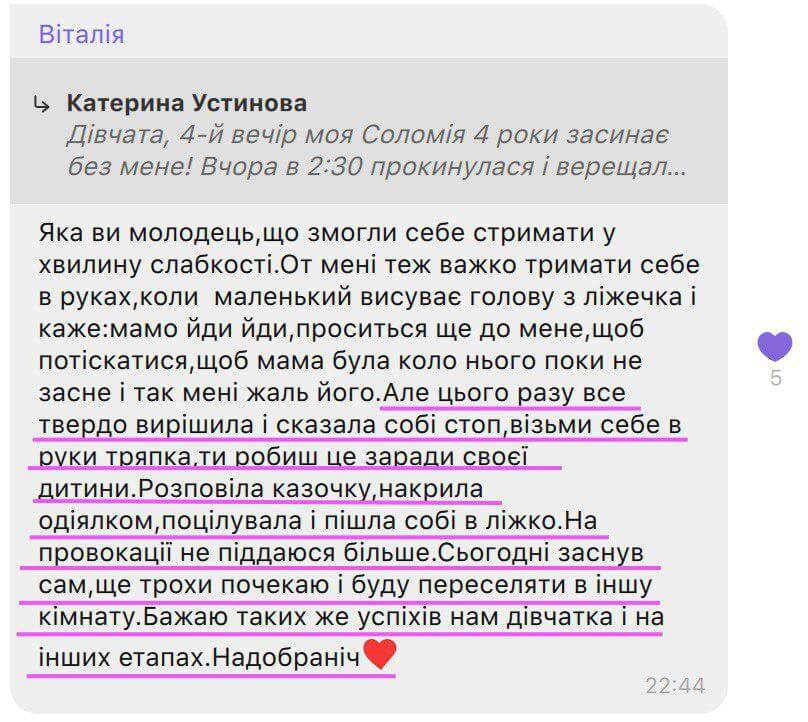 Віталія
Катерина Устинова
Дівчата, 4-й вечір моя Соломія 4 роки засинає
без мене! Вчора в 2:30 прокинулася і верещал...
Яка ви молодець,що змогли себе стримати у
хвилину слабкості.От мені теж важко тримати себе
в руках,коли  маленький висуває голову з ліжечка і
каже:мамо йди йди,проситься ще до мене,щоб
потіскатися,щоб мама була коло нього поки не
засне і так мені жаль його.Але цього разу все
твердо вирішила і сказала собі стоп,візьми себе в
руки тряпка,ти робиш це заради своєї
дитини.Розповіла казочку,накрила
одіялком,поцілувала і пішла собі в ліжко.На
провокації не піддаюся більше.Сьогодні заснув
сам,ще трохи почекаю і буду переселяти в іншу
кімнату.Бажаю таких же успіхів нам дівчатка і на
інших етапах.Надобраніч❤️
22:44
5